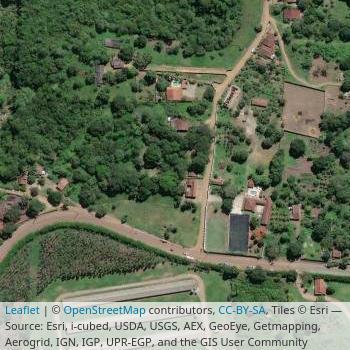 Leaflet | © OpenStreetMap contributors, CC-BY-SA, Tiles © Esri —
Source: Esri, i-cubed, USDA, USGS, AEX, GeoEye, Getmapping,
Aerogrid, IGN, IGP, UPR-EGP, and the GIS User Community